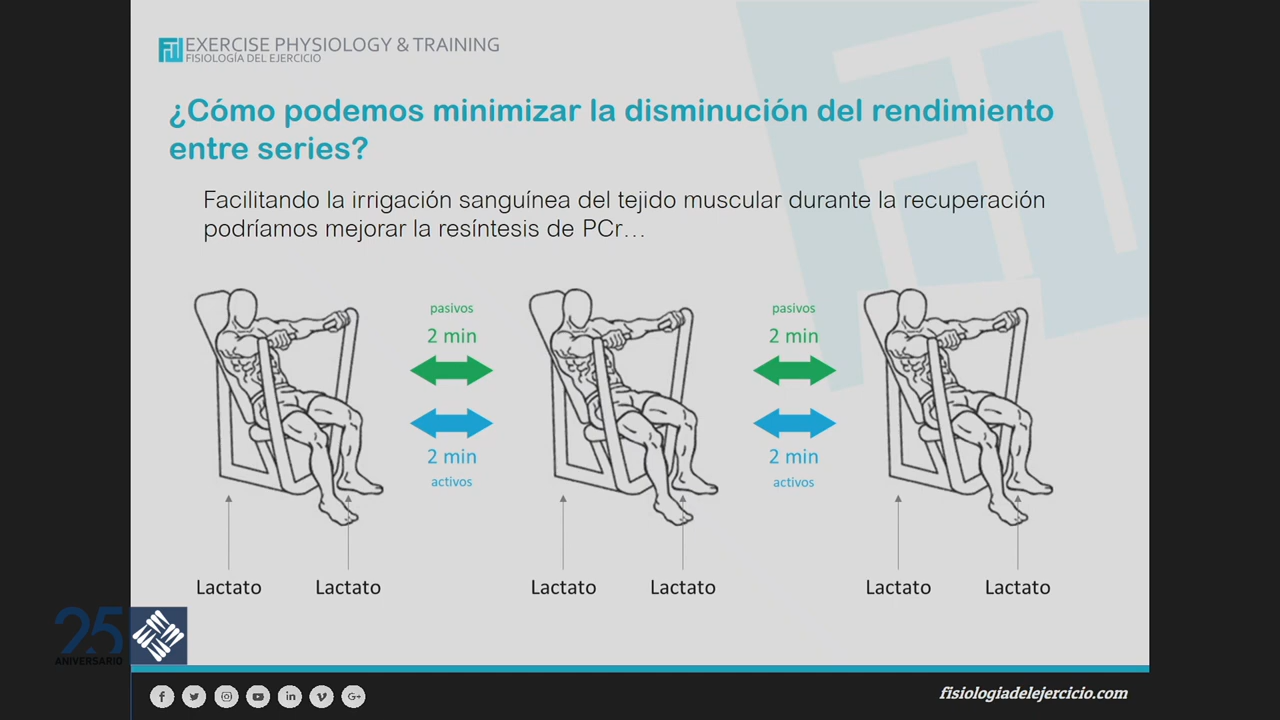 EXERCISE PHYSIOLOGY & TRAINING
FISIOLOGÍA DEL EJERCICIO
¿Cómo podemos minimizar la disminución del rendimiento
entre series?
Facilitando la irrigación sanguínea del tejido muscular durante la recuperación
podríamos mejorar la resíntesis de PCr…
pasivos
2 min
2 min
activos
pasivos
2 min
2 min
activos
Lactato
Lactato
Lactato
Lactato
Lactato
Lactato
25
ANIVERSARIO
fisiologiadelejercicio.com